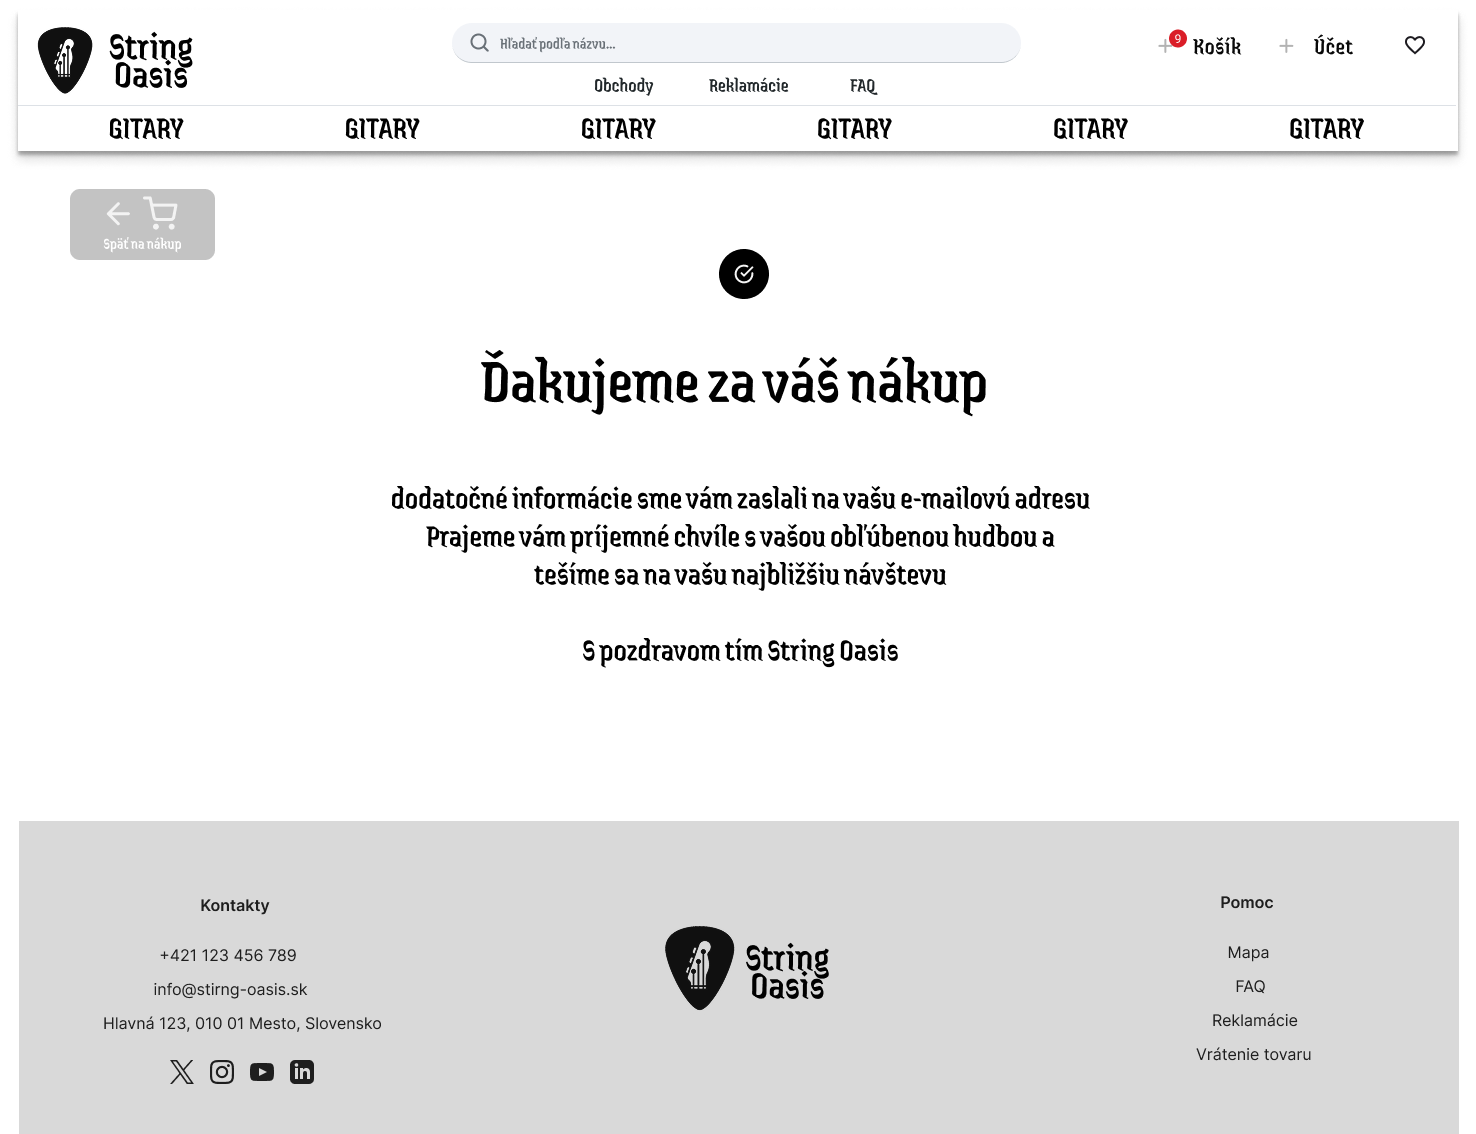 String
Oasis
Hľadať podľa názvu...
9
Košík
Účet
Obchody
Reklamácie
FAQ
GITARY
GITARY
GITARY
GITARY
GITARY
GITARY
Späť na nákup
Ďakujeme za váš nákup
dodatočné informácie sme vám zaslali na vašu e-mailovú adresu
Prajeme vám príjemné chvíle s vašou obľúbenou hudbou a
tešíme sa na vašu najbližšiu návštevu
S pozdravom tím String Oasis
Kontakty
+421 123 456 789
info@stirng-oasis.sk
Hlavná 123, 010 01 Mesto, Slovensko
String
Oasis
Pomoc
Mapa
FAQ
Reklamácie
Vrátenie tovaru